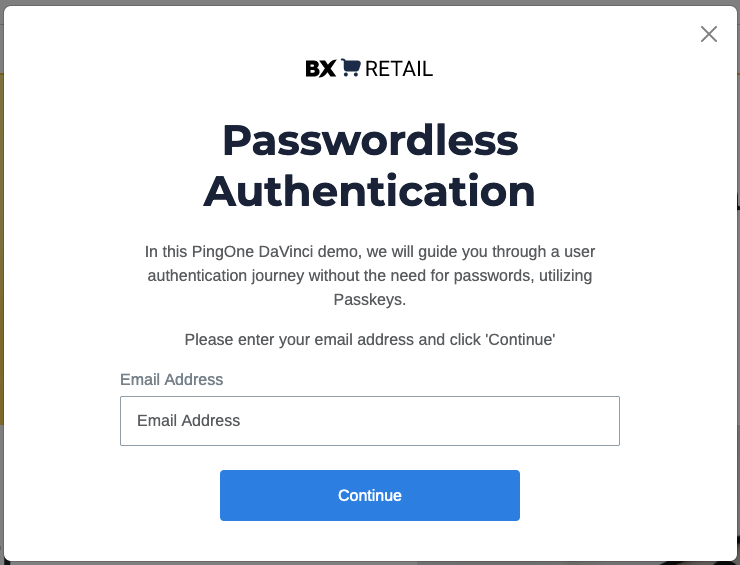 BX RETAIL
Passwordless
Authentication
In this PingOne DaVinci demo, we will guide you through a user
authentication journey without the need for passwords, utilizing
Passkeys.
Please enter your email address and click 'Continue'
Email Address
Email Address
Continue